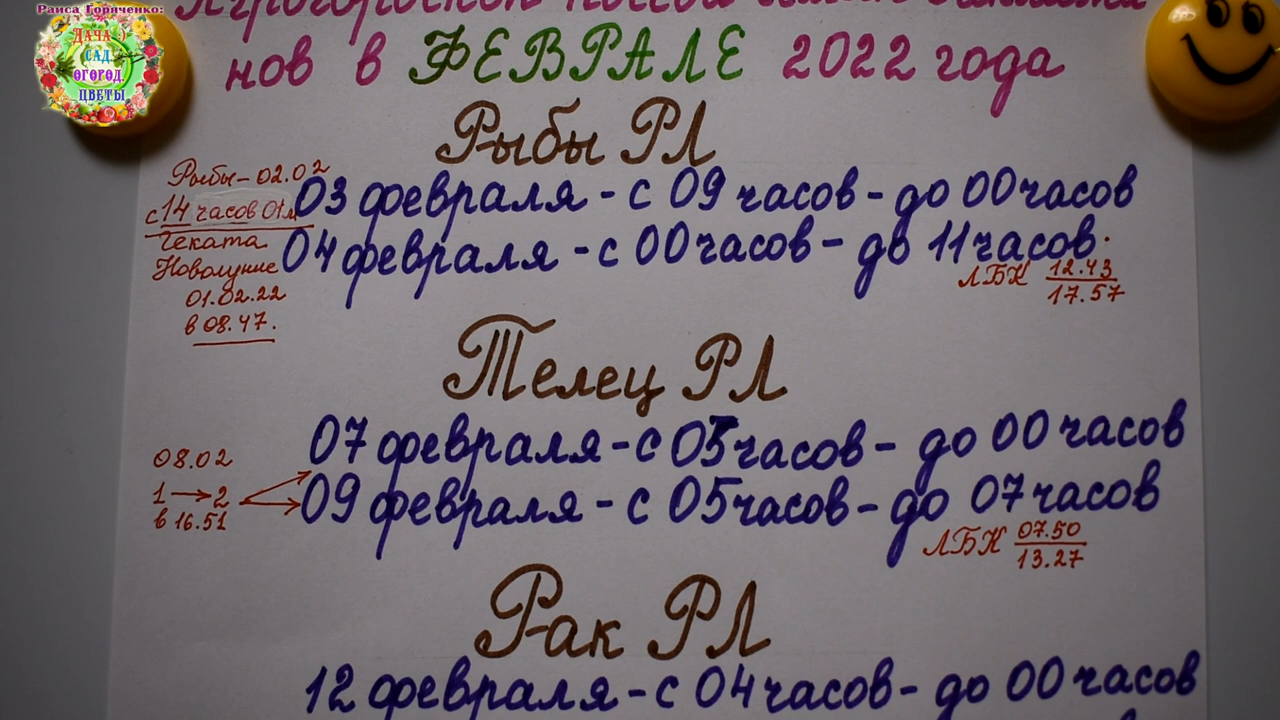 Раиса Горяченко:
ДАЧА
САД,
ОГОРОД,
ЦВЕТЫ
Агрогороскоп посева семян
нов в ФЕВРАЛЕ 2022 года
Рыбы РЛ
Рыбы - 02.02
с 14 часов 01м
Геката
Новолуние
01.02.22
в 08.47.
03 февраля - с 09 часов - до 00 часов
04 февраля - с 00 часов - до 11 часов.
ЛБК 12.43
17.57
Телец РЛ
07 февраля - с 05 часов - до 00 часов
08.02
1 → 2
в 16.51
09 февраля - с 05 часов - до 07 часов
ЛБК 07.50
13.27
Рак РЛ
12 февраля - с 04 часов - до 00 часов